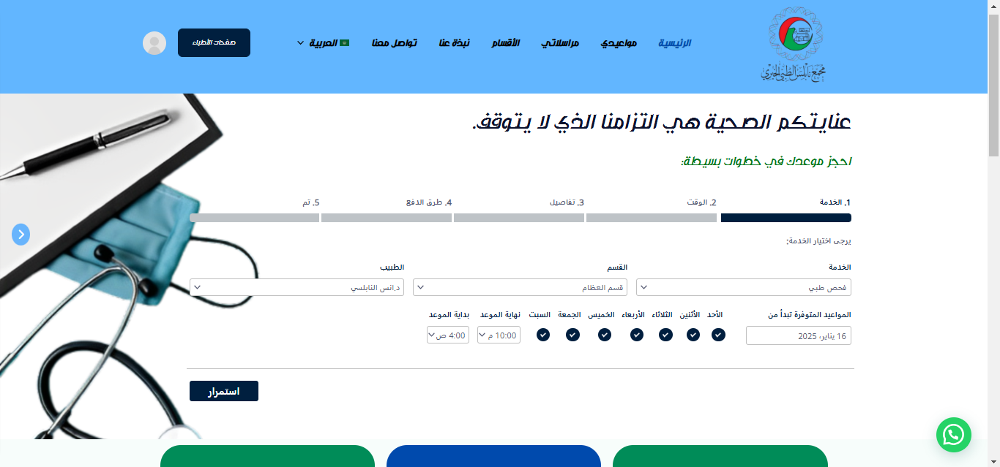 مجمع نابلس الطبي الخيري
الرئيسية مواعيدي مراسلاتي الأقسام نبذة عنا تواصل معنا العربية صفحات الأطباء
عنايتكم الصحية هي التزامنا الذي لا يتوقف.
احجز موعدك في خطوات بسيطة:
1. الخدمة 2. الوقت 3. تفاصيل 4. طرق الدفع 5. تم
يرجى اختيار الخدمة:
الخدمة القسم الطبيب
فحص طبي قسم العظام د.انس النابلسي
المواعيد المتوفرة تبدأ من الأحد الأثنين الثلاثاء الأربعاء الخميس الجمعة السبت نهاية الموعد بداية الموعد
16 يناير، 2025 10:00 م 4:00 ص
استمرار